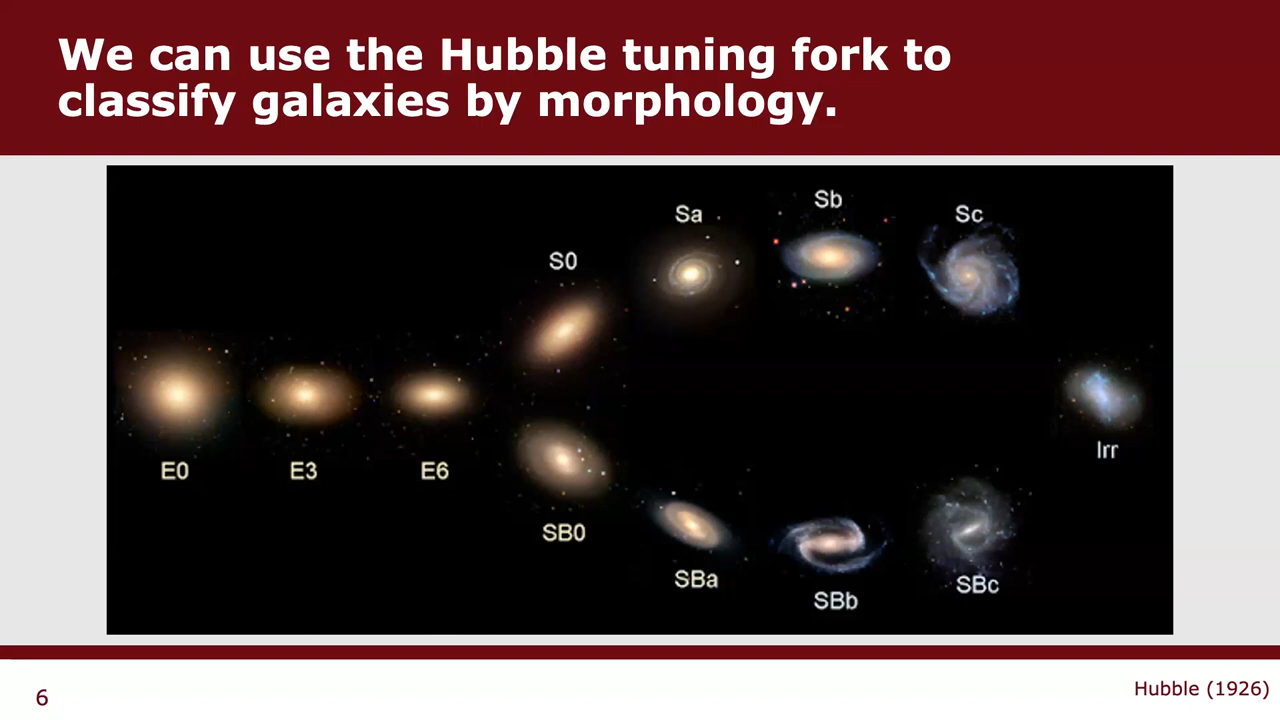 We can use the Hubble tuning fork to
classify galaxies by morphology.
Sa
Sb
Sc
S0
E0
E3
E6
Irr
SB0
SBa
SBb
SBc
6
Hubble (1926)